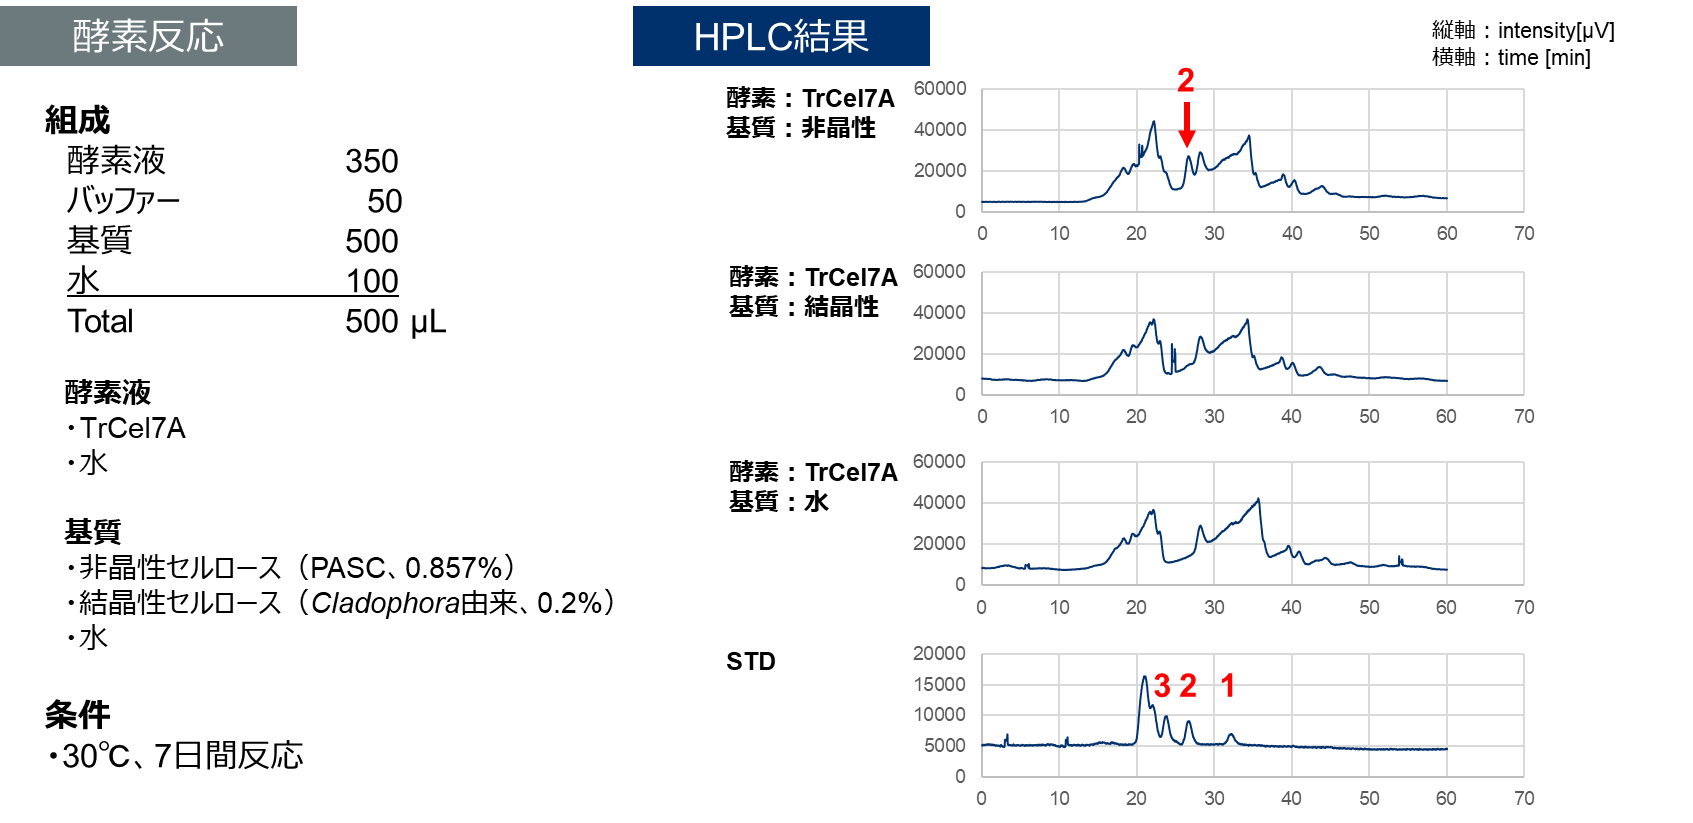 酵素反応
組成
酵素液 350
バッファー 50
基質 500
水 100
Total 500 μL
酵素液
・TrCel7A
・水
基質
・非晶性セルロース（PASC、0.857%）
・結晶性セルロース（Cladophora由来、0.2%）
・水
条件
・30℃、7日間反応
HPLC結果
縦軸：intensity[μV]
横軸：time [min]
酵素：TrCel7A
基質：非晶性
2
60000
40000
20000
0
0 10 20 30 40 50 60 70
酵素：TrCel7A
基質：結晶性
60000
40000
20000
0
0 10 20 30 40 50 60 70
酵素：TrCel7A
基質：水
60000
40000
20000
0
0 10 20 30 40 50 60 70
STD
3 2 1
20000
15000
10000
5000
0
0 10 20 30 40 50 60 70